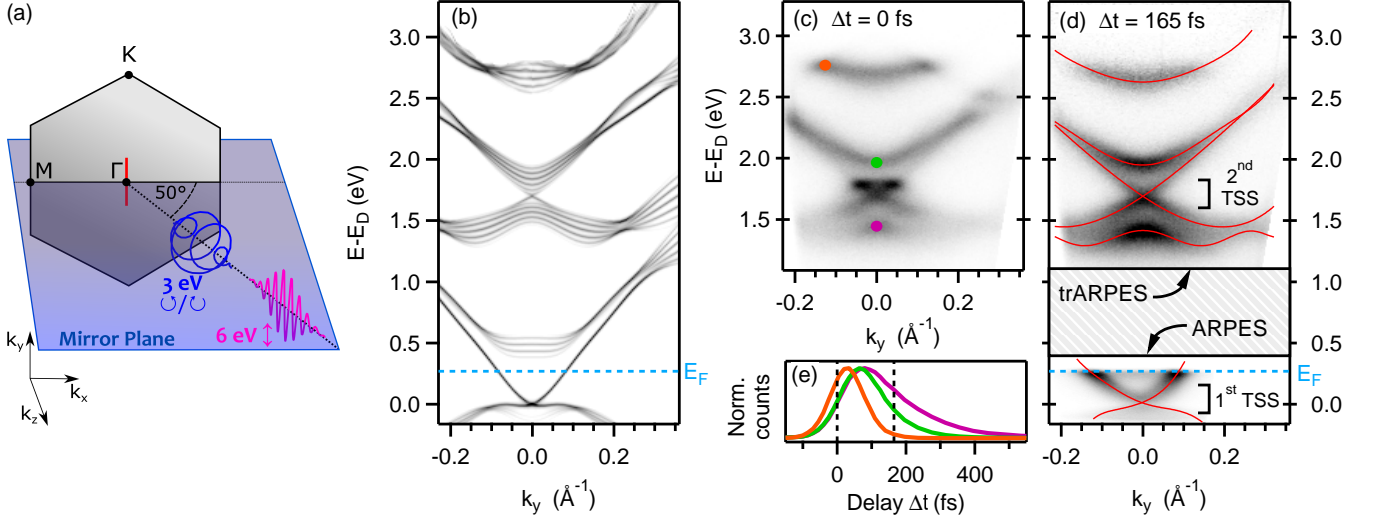 (a)
K
M
Γ
50°
3 eV
↺/↻
6 eV
Mirror Plane
k_y
k_x
k_z
(b)
3.0
2.5
2.0
1.5
1.0
0.5
0.0
E-E_D (eV)
-0.2
0.0
0.2
k_y (Å⁻¹)
E_F
(c) Δt = 0 fs
3.0
2.5
2.0
1.5
E-E_D (eV)
-0.2
0.0
0.2
k_y (Å⁻¹)
(e)
Norm.
counts
0
200
400
Delay Δt (fs)
(d) Δt = 165 fs
2ⁿᵈ
TSS
trARPES
ARPES
1ˢᵗ TSS
3.0
2.5
2.0
1.5
1.0
0.5
E_F
0.0
-0.2
0.0
0.2
k_y (Å⁻¹)